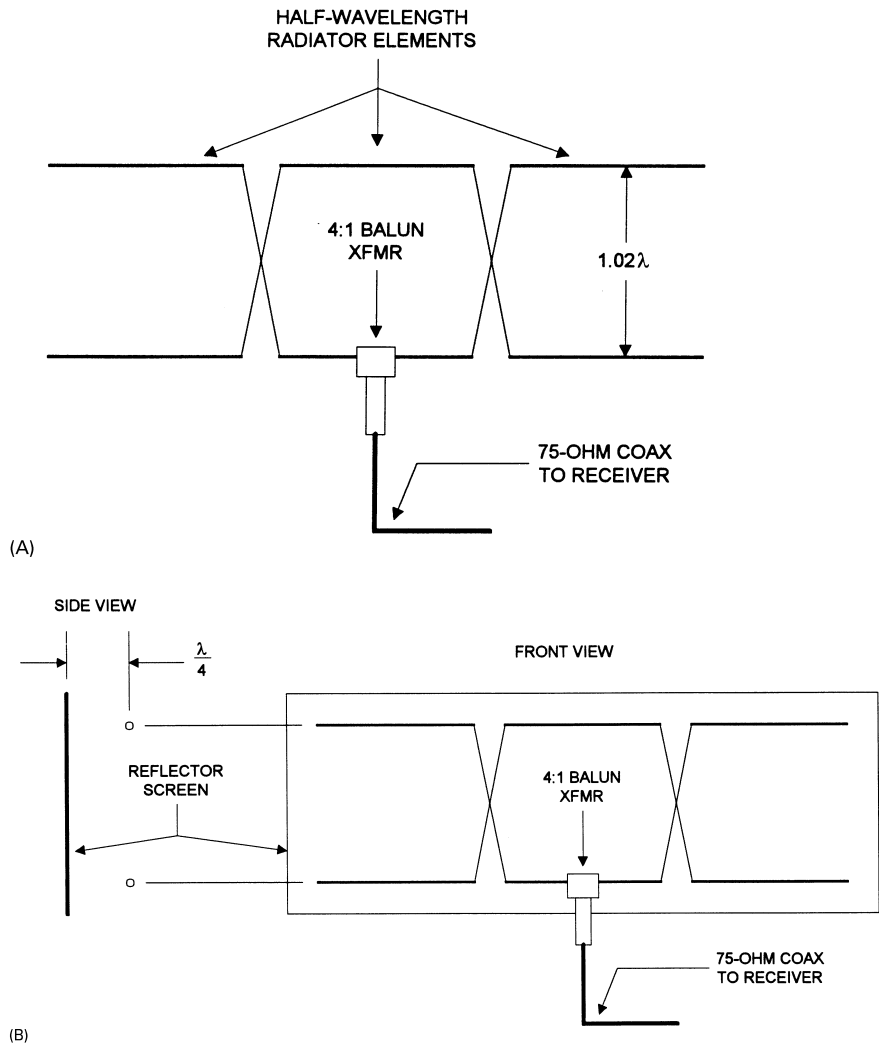 HALF-WAVELENGTH
RADIATOR ELEMENTS
4:1 BALUN
XFMR
1.02λ
75-OHM COAX
TO RECEIVER
(A)
SIDE VIEW
λ
4
FRONT VIEW
REFLECTOR
SCREEN
4:1 BALUN
XFMR
75-OHM COAX
TO RECEIVER
(B)